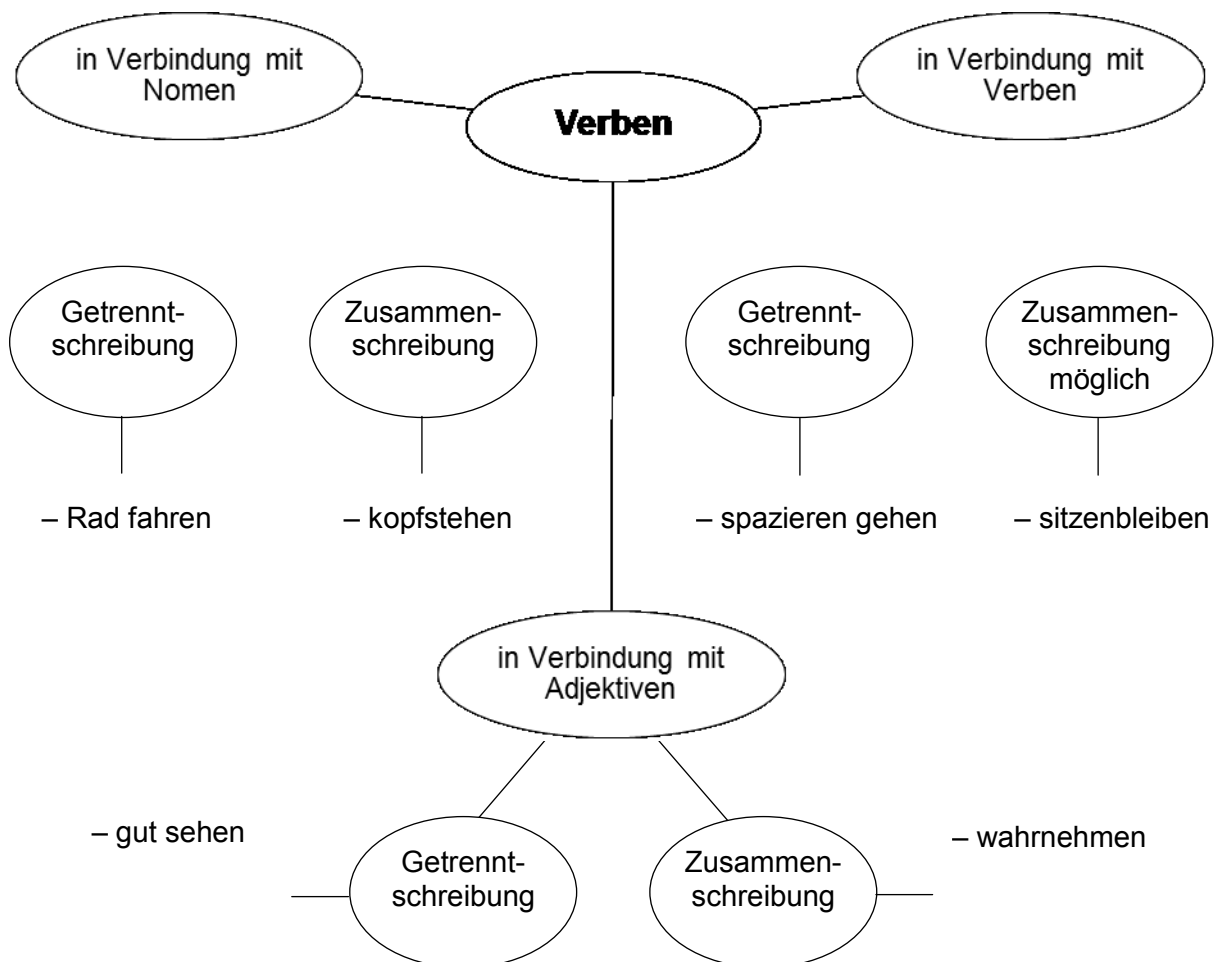 in Verbindung mit
Nomen
Verben
in Verbindung mit
Verben
Getrennt-
schreibung
Zusammen-
schreibung
Getrennt-
schreibung
Zusammen-
schreibung
möglich
– Rad fahren
– kopfstehen
– spazieren gehen
– sitzenbleiben
in Verbindung mit
Adjektiven
– gut sehen
Getrennt-
schreibung
Zusammen-
schreibung
– wahrnehmen